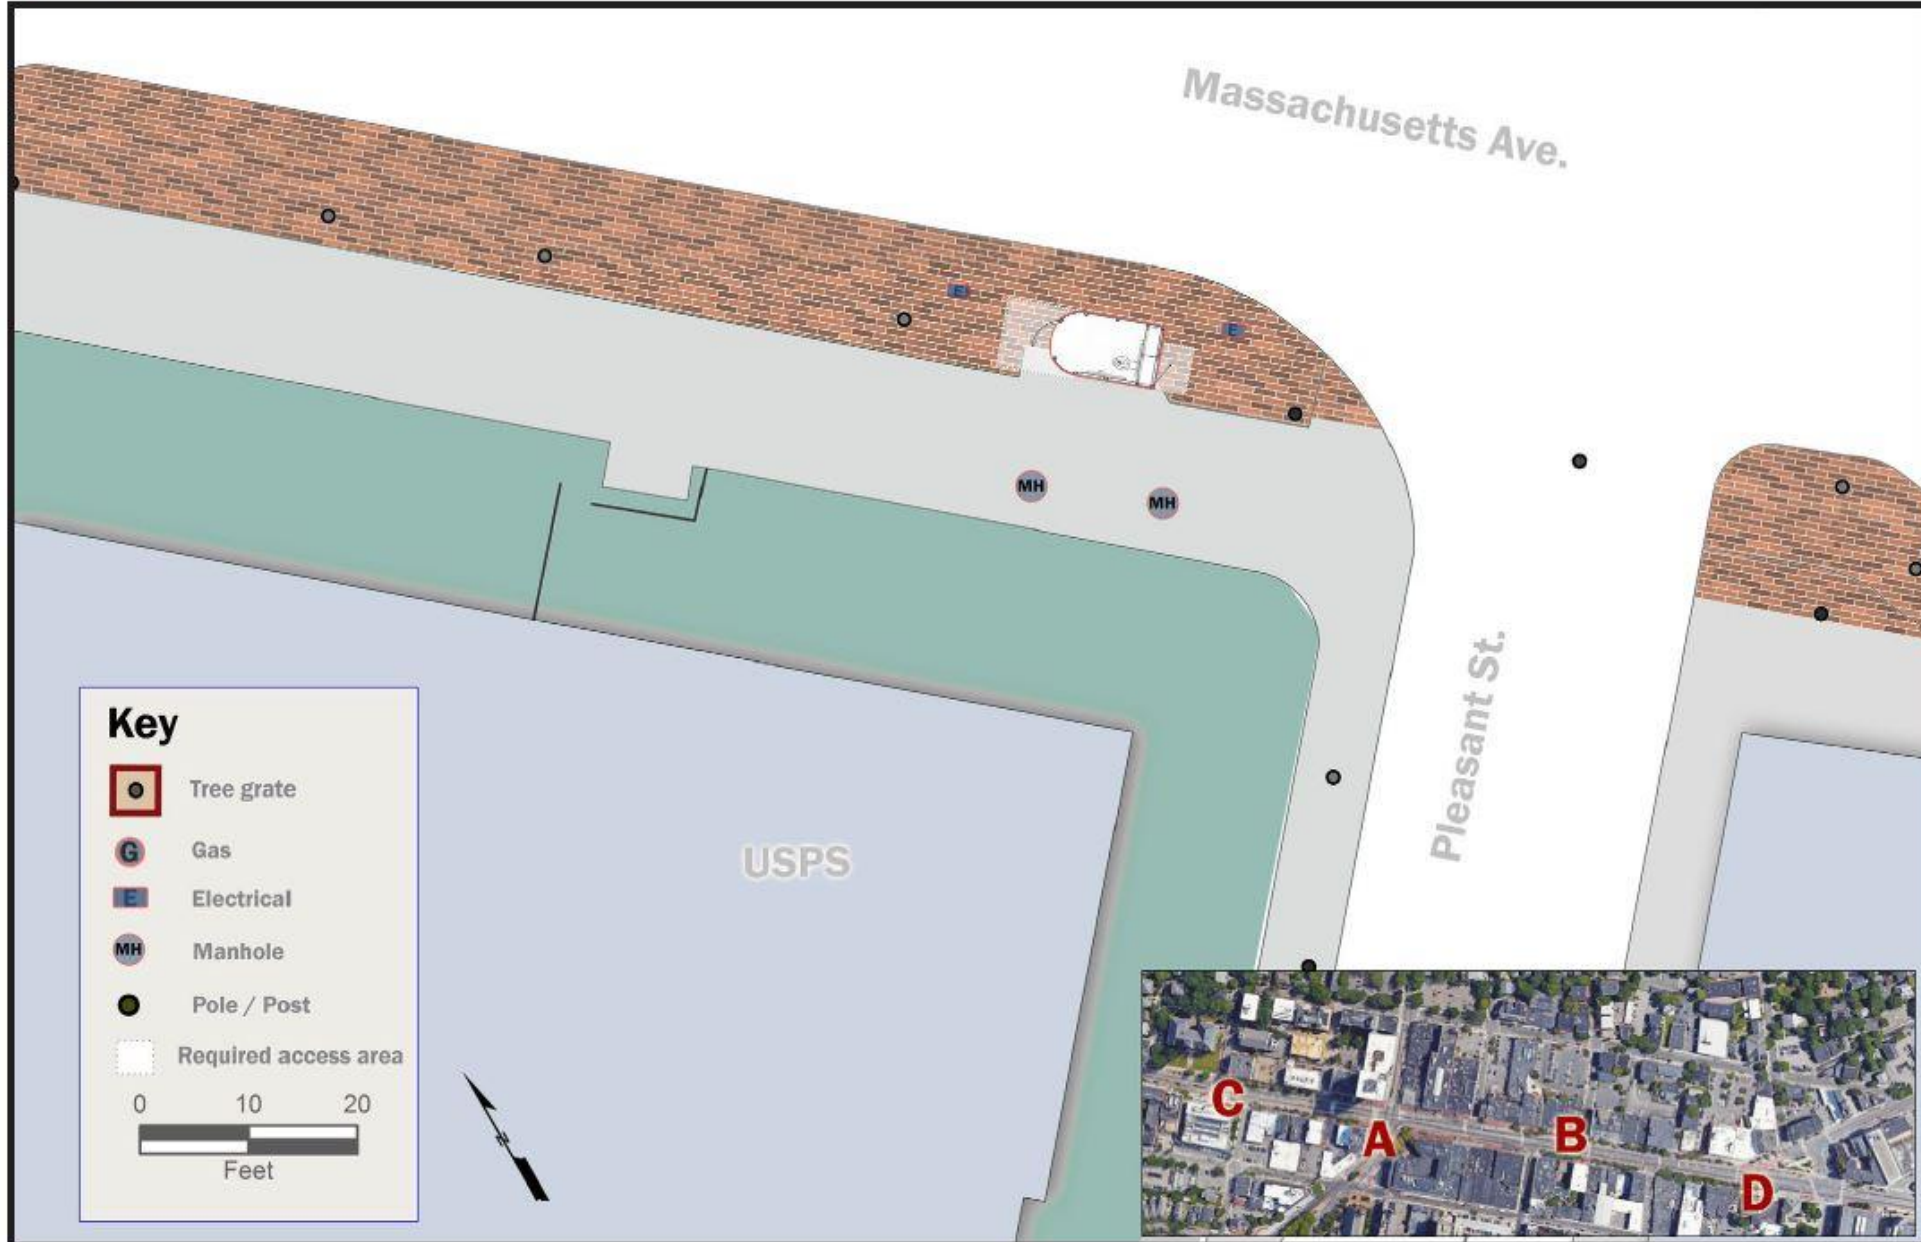 Massachusetts Ave.
E
E
MH
MH
Pleasant St.
USPS
Key
Tree grate
G Gas
E Electrical
MH Manhole
Pole / Post
Required access area
0 10 20
Feet
N
C
A
B
D